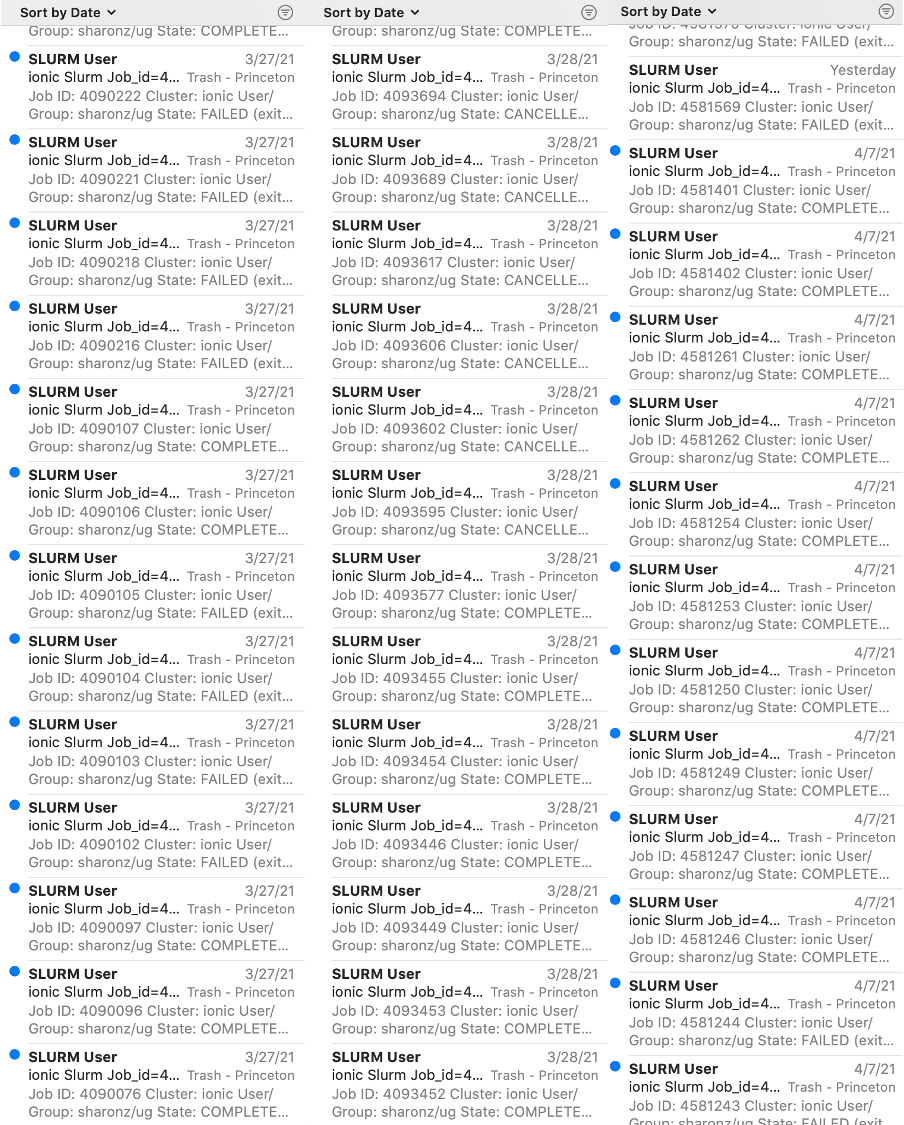 Sort by Date
Group: sharonz/ug State: COMPLETE...
SLURM User 3/27/21
ionic Slurm Job_id=4... Trash - Princeton
Job ID: 4090222 Cluster: ionic User/
Group: sharonz/ug State: FAILED (exit...
SLURM User 3/27/21
ionic Slurm Job_id=4... Trash - Princeton
Job ID: 4090221 Cluster: ionic User/
Group: sharonz/ug State: FAILED (exit...
SLURM User 3/27/21
ionic Slurm Job_id=4... Trash - Princeton
Job ID: 4090218 Cluster: ionic User/
Group: sharonz/ug State: FAILED (exit...
SLURM User 3/27/21
ionic Slurm Job_id=4... Trash - Princeton
Job ID: 4090216 Cluster: ionic User/
Group: sharonz/ug State: FAILED (exit...
SLURM User 3/27/21
ionic Slurm Job_id=4... Trash - Princeton
Job ID: 4090107 Cluster: ionic User/
Group: sharonz/ug State: COMPLETE...
SLURM User 3/27/21
ionic Slurm Job_id=4... Trash - Princeton
Job ID: 4090106 Cluster: ionic User/
Group: sharonz/ug State: COMPLETE...
SLURM User 3/27/21
ionic Slurm Job_id=4... Trash - Princeton
Job ID: 4090105 Cluster: ionic User/
Group: sharonz/ug State: FAILED (exit...
SLURM User 3/27/21
ionic Slurm Job_id=4... Trash - Princeton
Job ID: 4090104 Cluster: ionic User/
Group: sharonz/ug State: FAILED (exit...
SLURM User 3/27/21
ionic Slurm Job_id=4... Trash - Princeton
Job ID: 4090103 Cluster: ionic User/
Group: sharonz/ug State: FAILED (exit...
SLURM User 3/27/21
ionic Slurm Job_id=4... Trash - Princeton
Job ID: 4090102 Cluster: ionic User/
Group: sharonz/ug State: FAILED (exit...
SLURM User 3/27/21
ionic Slurm Job_id=4... Trash - Princeton
Job ID: 4090097 Cluster: ionic User/
Group: sharonz/ug State: COMPLETE...
SLURM User 3/27/21
ionic Slurm Job_id=4... Trash - Princeton
Job ID: 4090096 Cluster: ionic User/
Group: sharonz/ug State: COMPLETE...
SLURM User 3/27/21
ionic Slurm Job_id=4... Trash - Princeton
Job ID: 4090076 Cluster: ionic User/
Group: sharonz/ug State: COMPLETE...
Sort by Date
Group: sharonz/ug State: COMPLETE...
SLURM User 3/28/21
ionic Slurm Job_id=4... Trash - Princeton
Job ID: 4093694 Cluster: ionic User/
Group: sharonz/ug State: CANCELLE...
SLURM User 3/28/21
ionic Slurm Job_id=4... Trash - Princeton
Job ID: 4093689 Cluster: ionic User/
Group: sharonz/ug State: CANCELLE...
SLURM User 3/28/21
ionic Slurm Job_id=4... Trash - Princeton
Job ID: 4093617 Cluster: ionic User/
Group: sharonz/ug State: CANCELLE...
SLURM User 3/28/21
ionic Slurm Job_id=4... Trash - Princeton
Job ID: 4093606 Cluster: ionic User/
Group: sharonz/ug State: CANCELLE...
SLURM User 3/28/21
ionic Slurm Job_id=4... Trash - Princeton
Job ID: 4093602 Cluster: ionic User/
Group: sharonz/ug State: CANCELLE...
SLURM User 3/28/21
ionic Slurm Job_id=4... Trash - Princeton
Job ID: 4093595 Cluster: ionic User/
Group: sharonz/ug State: CANCELLE...
SLURM User 3/28/21
ionic Slurm Job_id=4... Trash - Princeton
Job ID: 4093577 Cluster: ionic User/
Group: sharonz/ug State: COMPLETE...
SLURM User 3/28/21
ionic Slurm Job_id=4... Trash - Princeton
Job ID: 4093455 Cluster: ionic User/
Group: sharonz/ug State: COMPLETE...
SLURM User 3/28/21
ionic Slurm Job_id=4... Trash - Princeton
Job ID: 4093454 Cluster: ionic User/
Group: sharonz/ug State: COMPLETE...
SLURM User 3/28/21
ionic Slurm Job_id=4... Trash - Princeton
Job ID: 4093446 Cluster: ionic User/
Group: sharonz/ug State: COMPLETE...
SLURM User 3/28/21
ionic Slurm Job_id=4... Trash - Princeton
Job ID: 4093449 Cluster: ionic User/
Group: sharonz/ug State: COMPLETE...
SLURM User 3/28/21
ionic Slurm Job_id=4... Trash - Princeton
Job ID: 4093453 Cluster: ionic User/
Group: sharonz/ug State: COMPLETE...
SLURM User 3/28/21
ionic Slurm Job_id=4... Trash - Princeton
Job ID: 4093452 Cluster: ionic User/
Group: sharonz/ug State: COMPLETE...
Sort by Date
Job ID: Cluster: ionic User/
Group: sharonz/ug State: FAILED (exit...
SLURM User Yesterday
ionic Slurm Job_id=4... Trash - Princeton
Job ID: 4581569 Cluster: ionic User/
Group: sharonz/ug State: FAILED (exit...
SLURM User 4/7/21
ionic Slurm Job_id=4... Trash - Princeton
Job ID: 4581401 Cluster: ionic User/
Group: sharonz/ug State: COMPLETE...
SLURM User 4/7/21
ionic Slurm Job_id=4... Trash - Princeton
Job ID: 4581402 Cluster: ionic User/
Group: sharonz/ug State: COMPLETE...
SLURM User 4/7/21
ionic Slurm Job_id=4... Trash - Princeton
Job ID: 4581261 Cluster: ionic User/
Group: sharonz/ug State: COMPLETE...
SLURM User 4/7/21
ionic Slurm Job_id=4... Trash - Princeton
Job ID: 4581262 Cluster: ionic User/
Group: sharonz/ug State: COMPLETE...
SLURM User 4/7/21
ionic Slurm Job_id=4... Trash - Princeton
Job ID: 4581254 Cluster: ionic User/
Group: sharonz/ug State: COMPLETE...
SLURM User 4/7/21
ionic Slurm Job_id=4... Trash - Princeton
Job ID: 4581253 Cluster: ionic User/
Group: sharonz/ug State: COMPLETE...
SLURM User 4/7/21
ionic Slurm Job_id=4... Trash - Princeton
Job ID: 4581250 Cluster: ionic User/
Group: sharonz/ug State: COMPLETE...
SLURM User 4/7/21
ionic Slurm Job_id=4... Trash - Princeton
Job ID: 4581249 Cluster: ionic User/
Group: sharonz/ug State: COMPLETE...
SLURM User 4/7/21
ionic Slurm Job_id=4... Trash - Princeton
Job ID: 4581247 Cluster: ionic User/
Group: sharonz/ug State: COMPLETE...
SLURM User 4/7/21
ionic Slurm Job_id=4... Trash - Princeton
Job ID: 4581246 Cluster: ionic User/
Group: sharonz/ug State: COMPLETE...
SLURM User 4/7/21
ionic Slurm Job_id=4... Trash - Princeton
Job ID: 4581244 Cluster: ionic User/
Group: sharonz/ug State: FAILED (exit...
SLURM User 4/7/21
ionic Slurm Job_id=4... Trash - Princeton
Job ID: 4581243 Cluster: ionic User/
Group: sharonz/ug State: FAILED (exit...